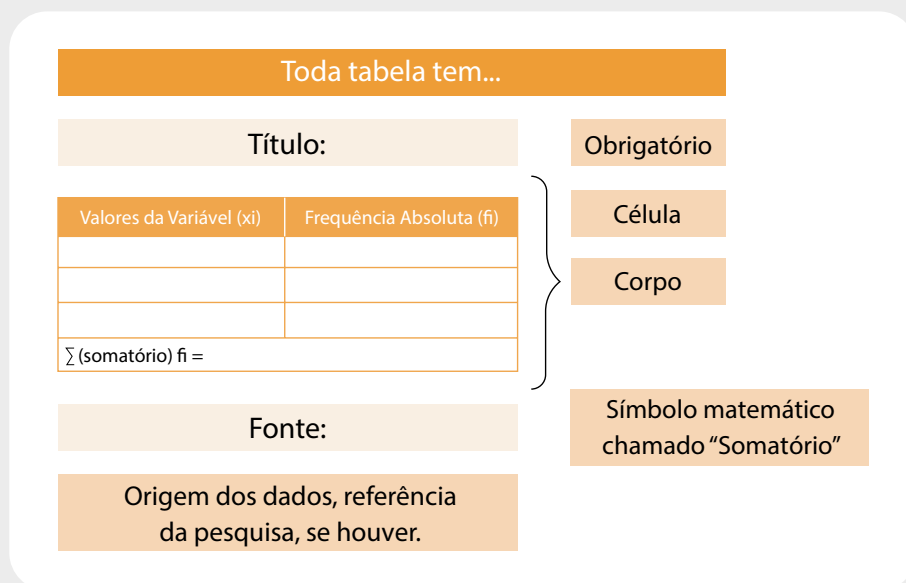 Toda tabela tem...
Título:
Obrigatório
Valores da Variável (xi)
Frequência Absoluta (fi)
Célula
Corpo
∑ (somatório) fi =
Fonte:
Símbolo matemático
chamado “Somatório”
Origem dos dados, referência
da pesquisa, se houver.